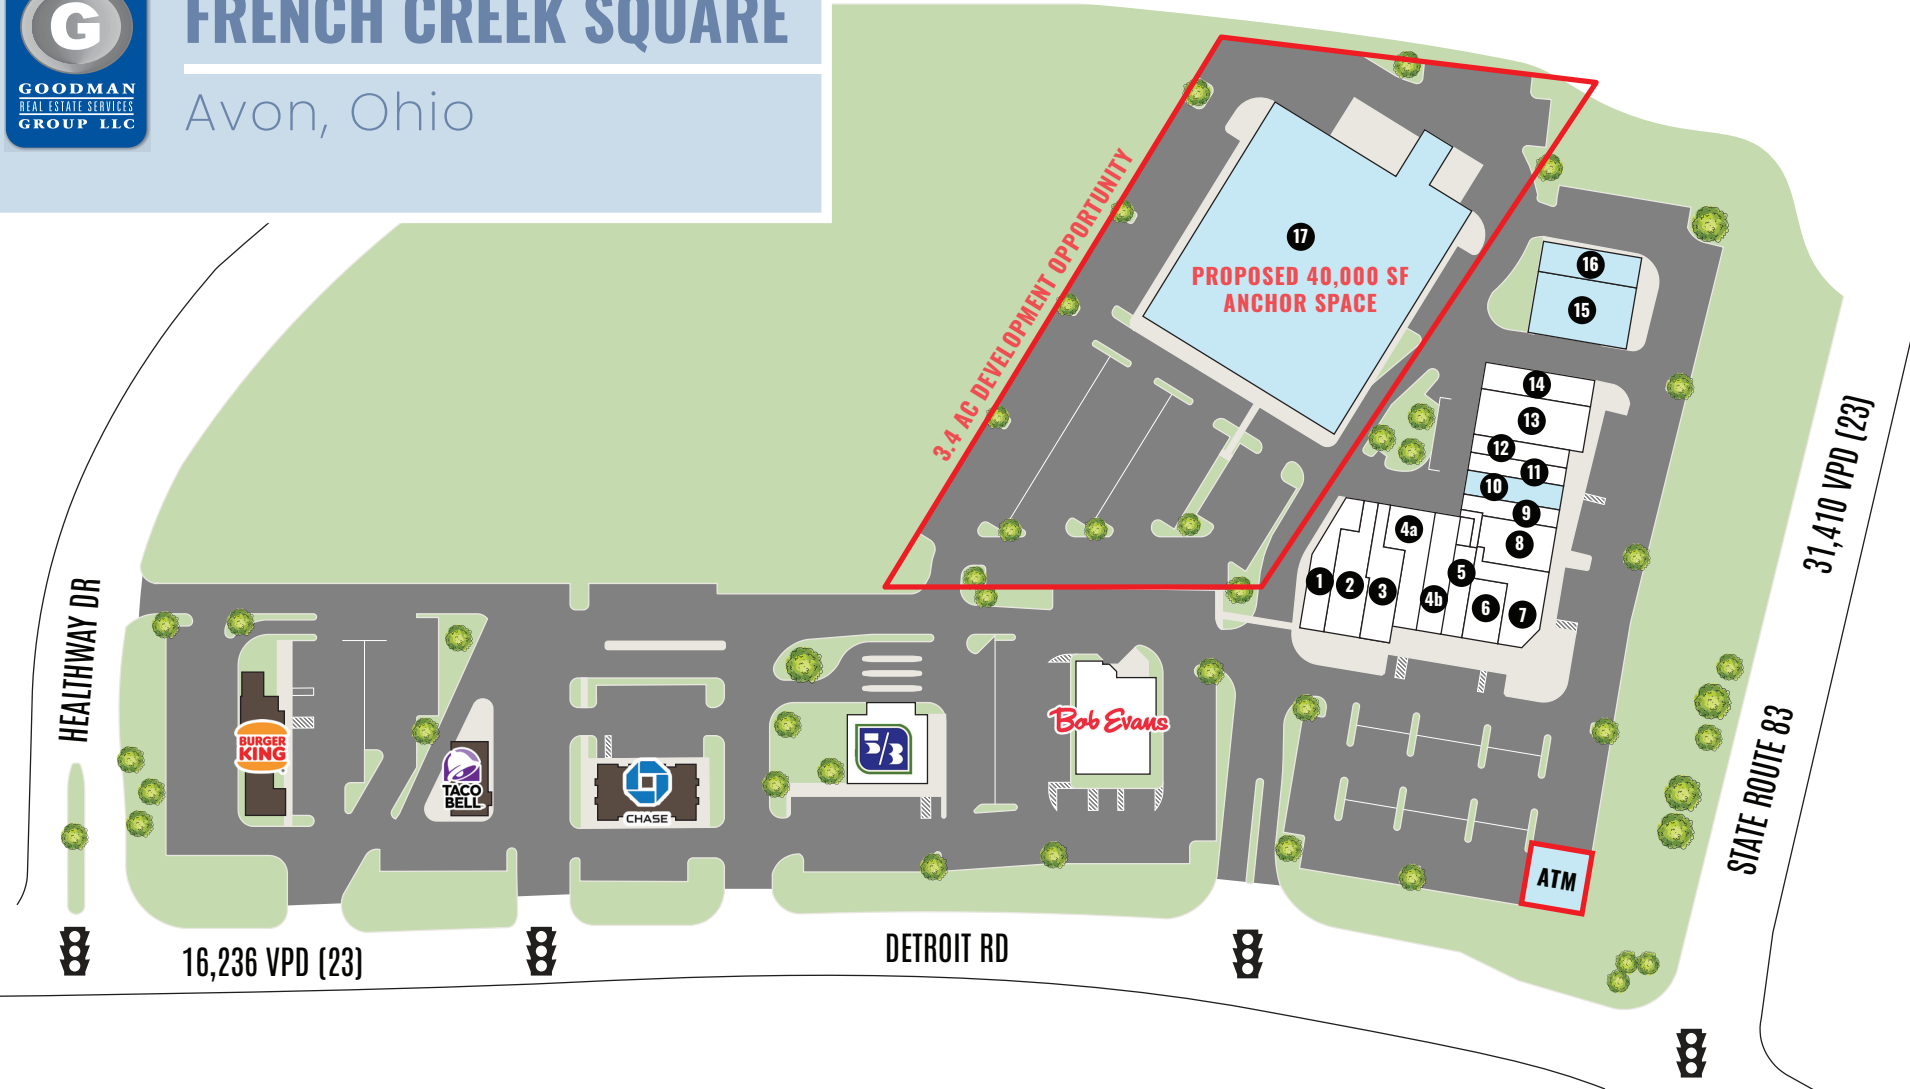 G
GOODMAN
REAL ESTATE SERVICES
GROUP LLC
FRENCH CREEK SQUARE
Avon, Ohio
3.4 AC DEVELOPMENT OPPORTUNITY
17
PROPOSED 40,000 SF
ANCHOR SPACE
16
15
14
13
12
11
10
9
8
4a
5
1
2
3
4b
6
7
31,410 VPD (23)
STATE ROUTE 83
HEALTHWAY DR
BURGER
KING
TACO
BELL
CHASE
5/3
Bob Evans
ATM
16,236 VPD (23)
DETROIT RD